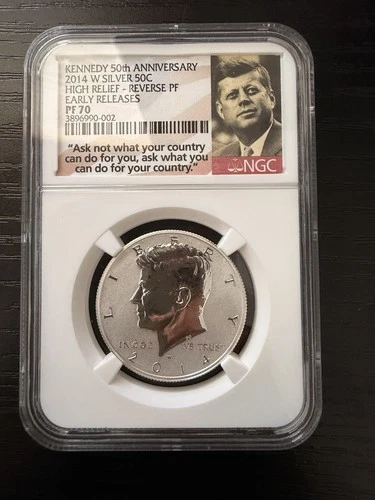 KENNEDY 50th ANNIVERSARY
2014 W SILVER 50C
HIGH RELIEF - REVERSE PF
EARLY RELEASES
PF 70
3896990-002
NGC
"Ask not what your country
can do for you, ask what you
can do for your country."
LIBERTY
IN GOD WE TRUST
2014